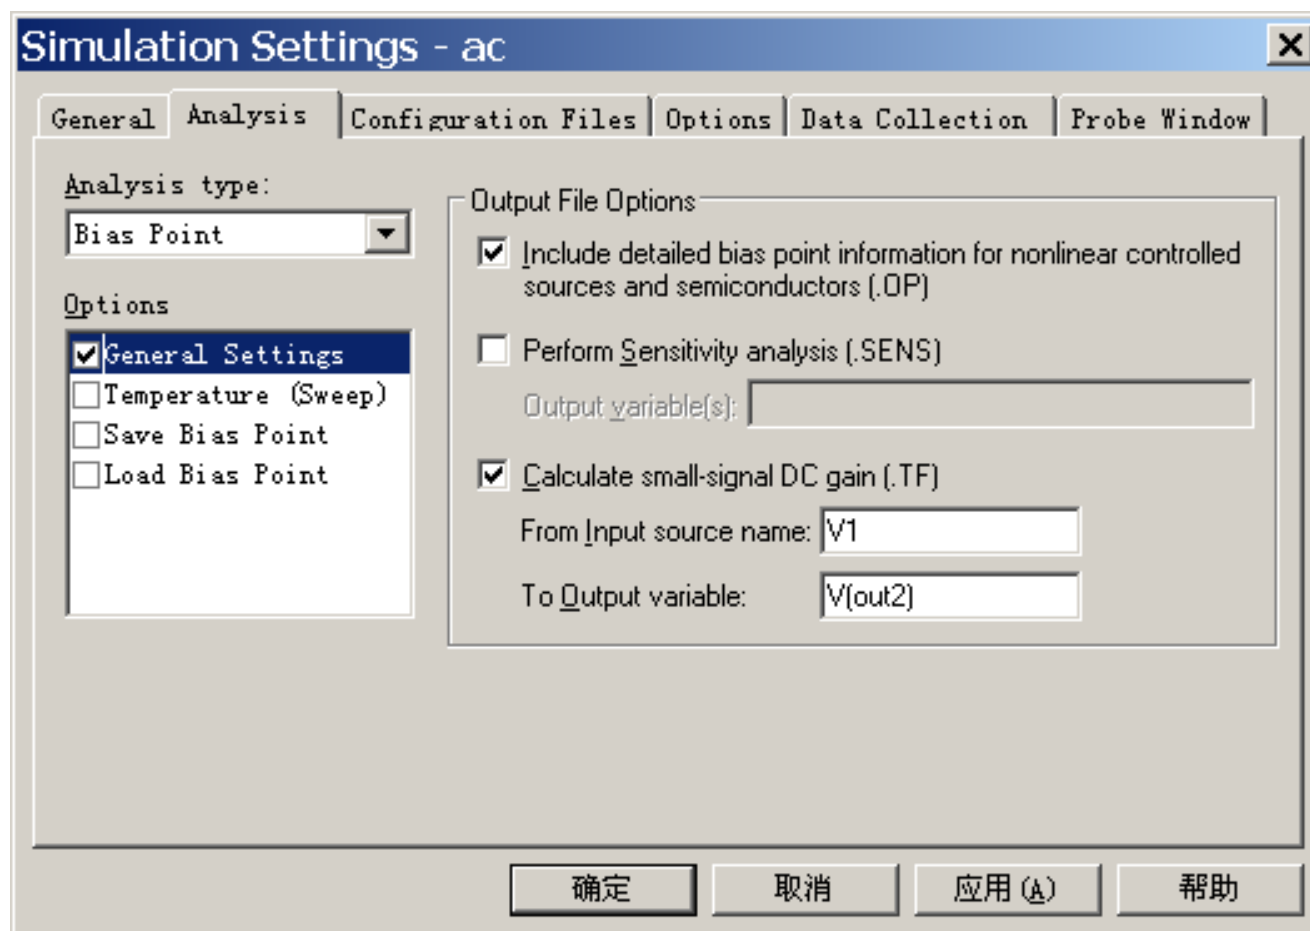 Simulation Settings - ac
General Analysis Configuration Files Options Data Collection Probe Window
Analysis type:
Bias Point
Options
General Settings
Temperature (Sweep)
Save Bias Point
Load Bias Point
Output File Options
Include detailed bias point information for nonlinear controlled
sources and semiconductors (.OP)
Perform Sensitivity analysis (.SENS)
Output variable(s):
Calculate small-signal DC gain (.TF)
From Input source name: V1
To Output variable: V(out2)
确定 取消 应用(A) 帮助